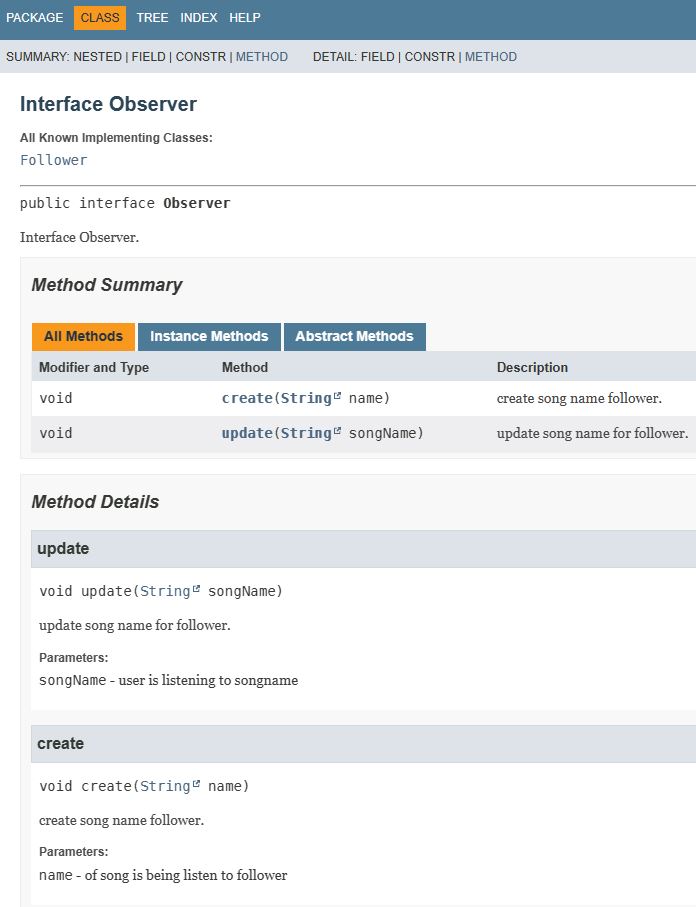 PACKAGE CLASS TREE INDEX HELP
SUMMARY: NESTED | FIELD | CONSTR | METHOD DETAIL: FIELD | CONSTR | METHOD
Interface Observer
All Known Implementing Classes:
Follower
public interface Observer
Interface Observer.
Method Summary
All Methods Instance Methods Abstract Methods
Modifier and Type Method Description
void create(String name) create song name follower.
void update(String songName) update song name for follower.
Method Details
update
void update(String songName)
update song name for follower.
Parameters:
songName - user is listening to songname
create
void create(String name)
create song name follower.
Parameters:
name - of song is being listen to follower